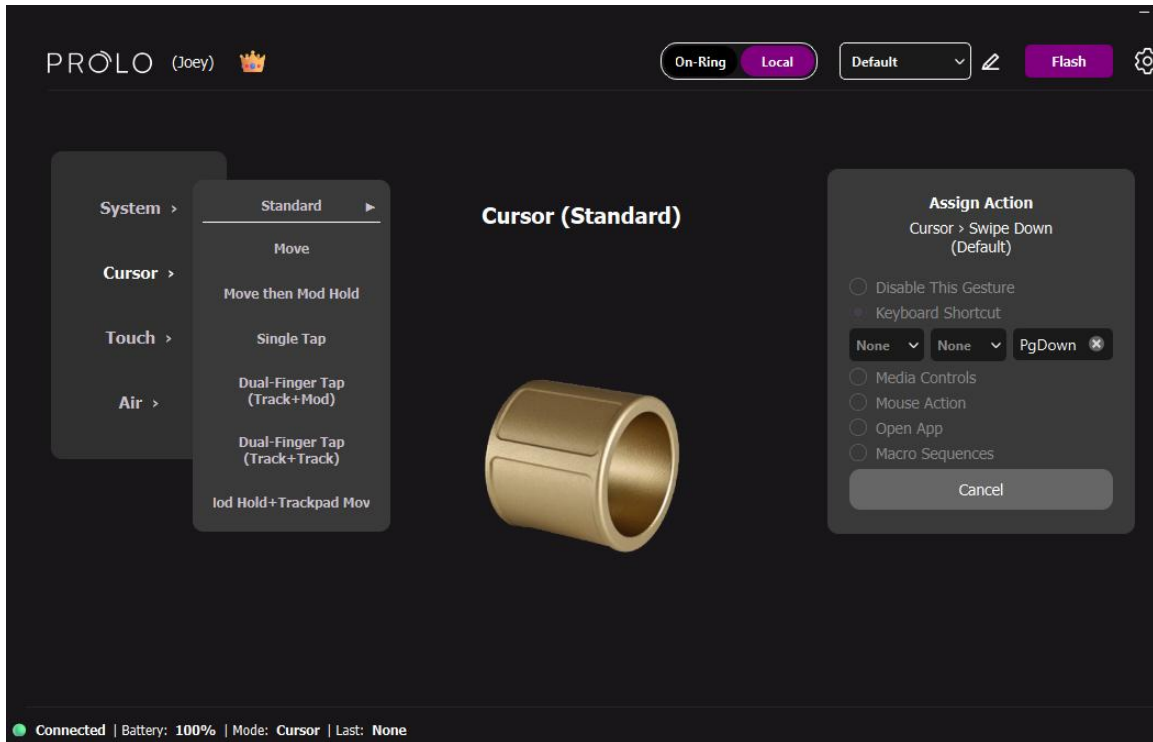 PROLO (Joey)
On-Ring Local
Default
Flash
System ›
Cursor ›
Touch ›
Air ›
Standard ►
Move
Move then Mod Hold
Single Tap
Dual-Finger Tap
(Track+Mod)
Dual-Finger Tap
(Track+Track)
Iod Hold+Trackpad Mov
Cursor (Standard)
Assign Action
Cursor › Swipe Down
(Default)
Disable This Gesture
Keyboard Shortcut
None None PgDown
Media Controls
Mouse Action
Open App
Macro Sequences
Cancel
Connected | Battery: 100% | Mode: Cursor | Last: None